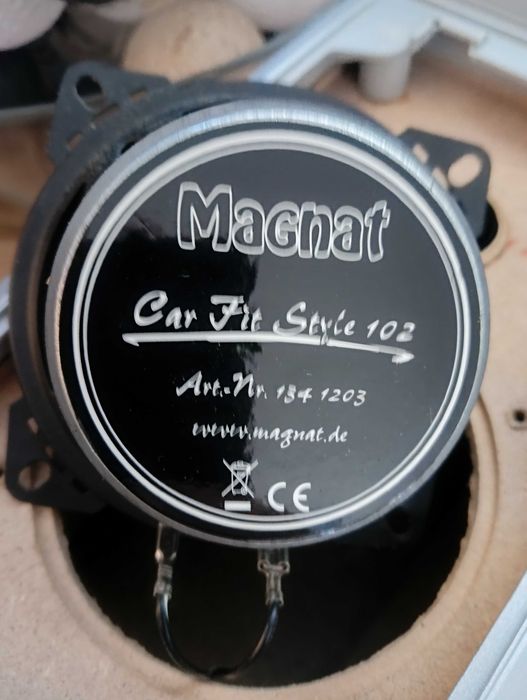 Magnat
Car Fit Style 102
Art.-Nr. 134 1203
www.magnat.de
CE